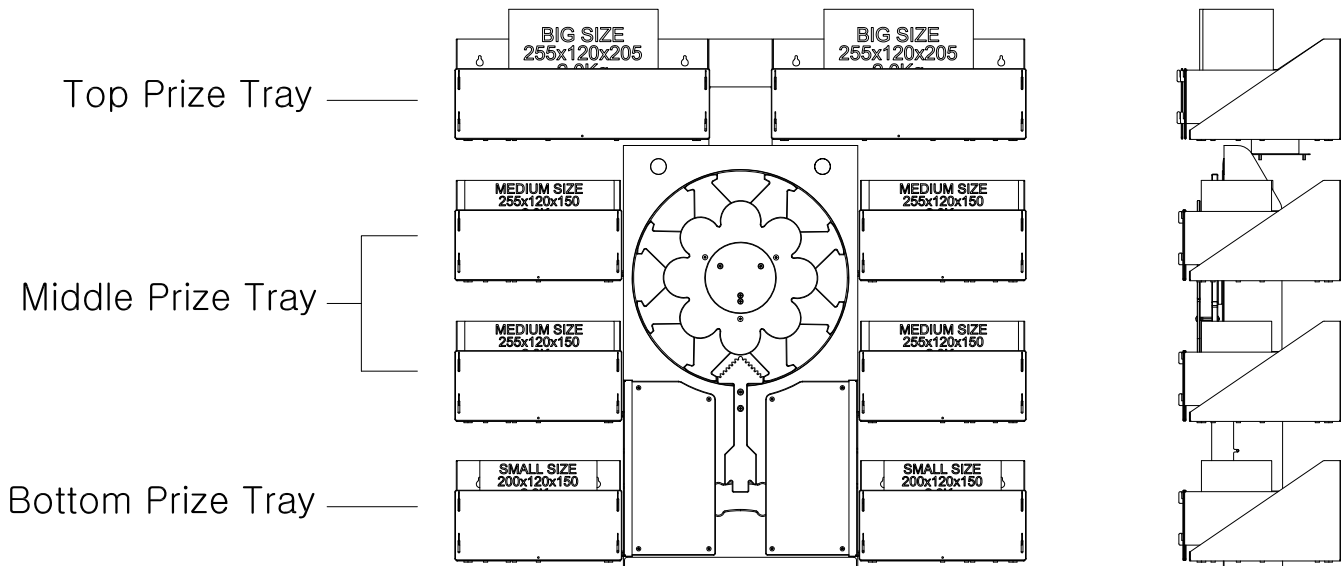 BIG SIZE
255x120x205
BIG SIZE
255x120x205
Top Prize Tray
MEDIUM SIZE
255x120x150
MEDIUM SIZE
255x120x150
Middle Prize Tray
MEDIUM SIZE
255x120x150
MEDIUM SIZE
255x120x150
Bottom Prize Tray
SMALL SIZE
200x120x150
SMALL SIZE
200x120x150